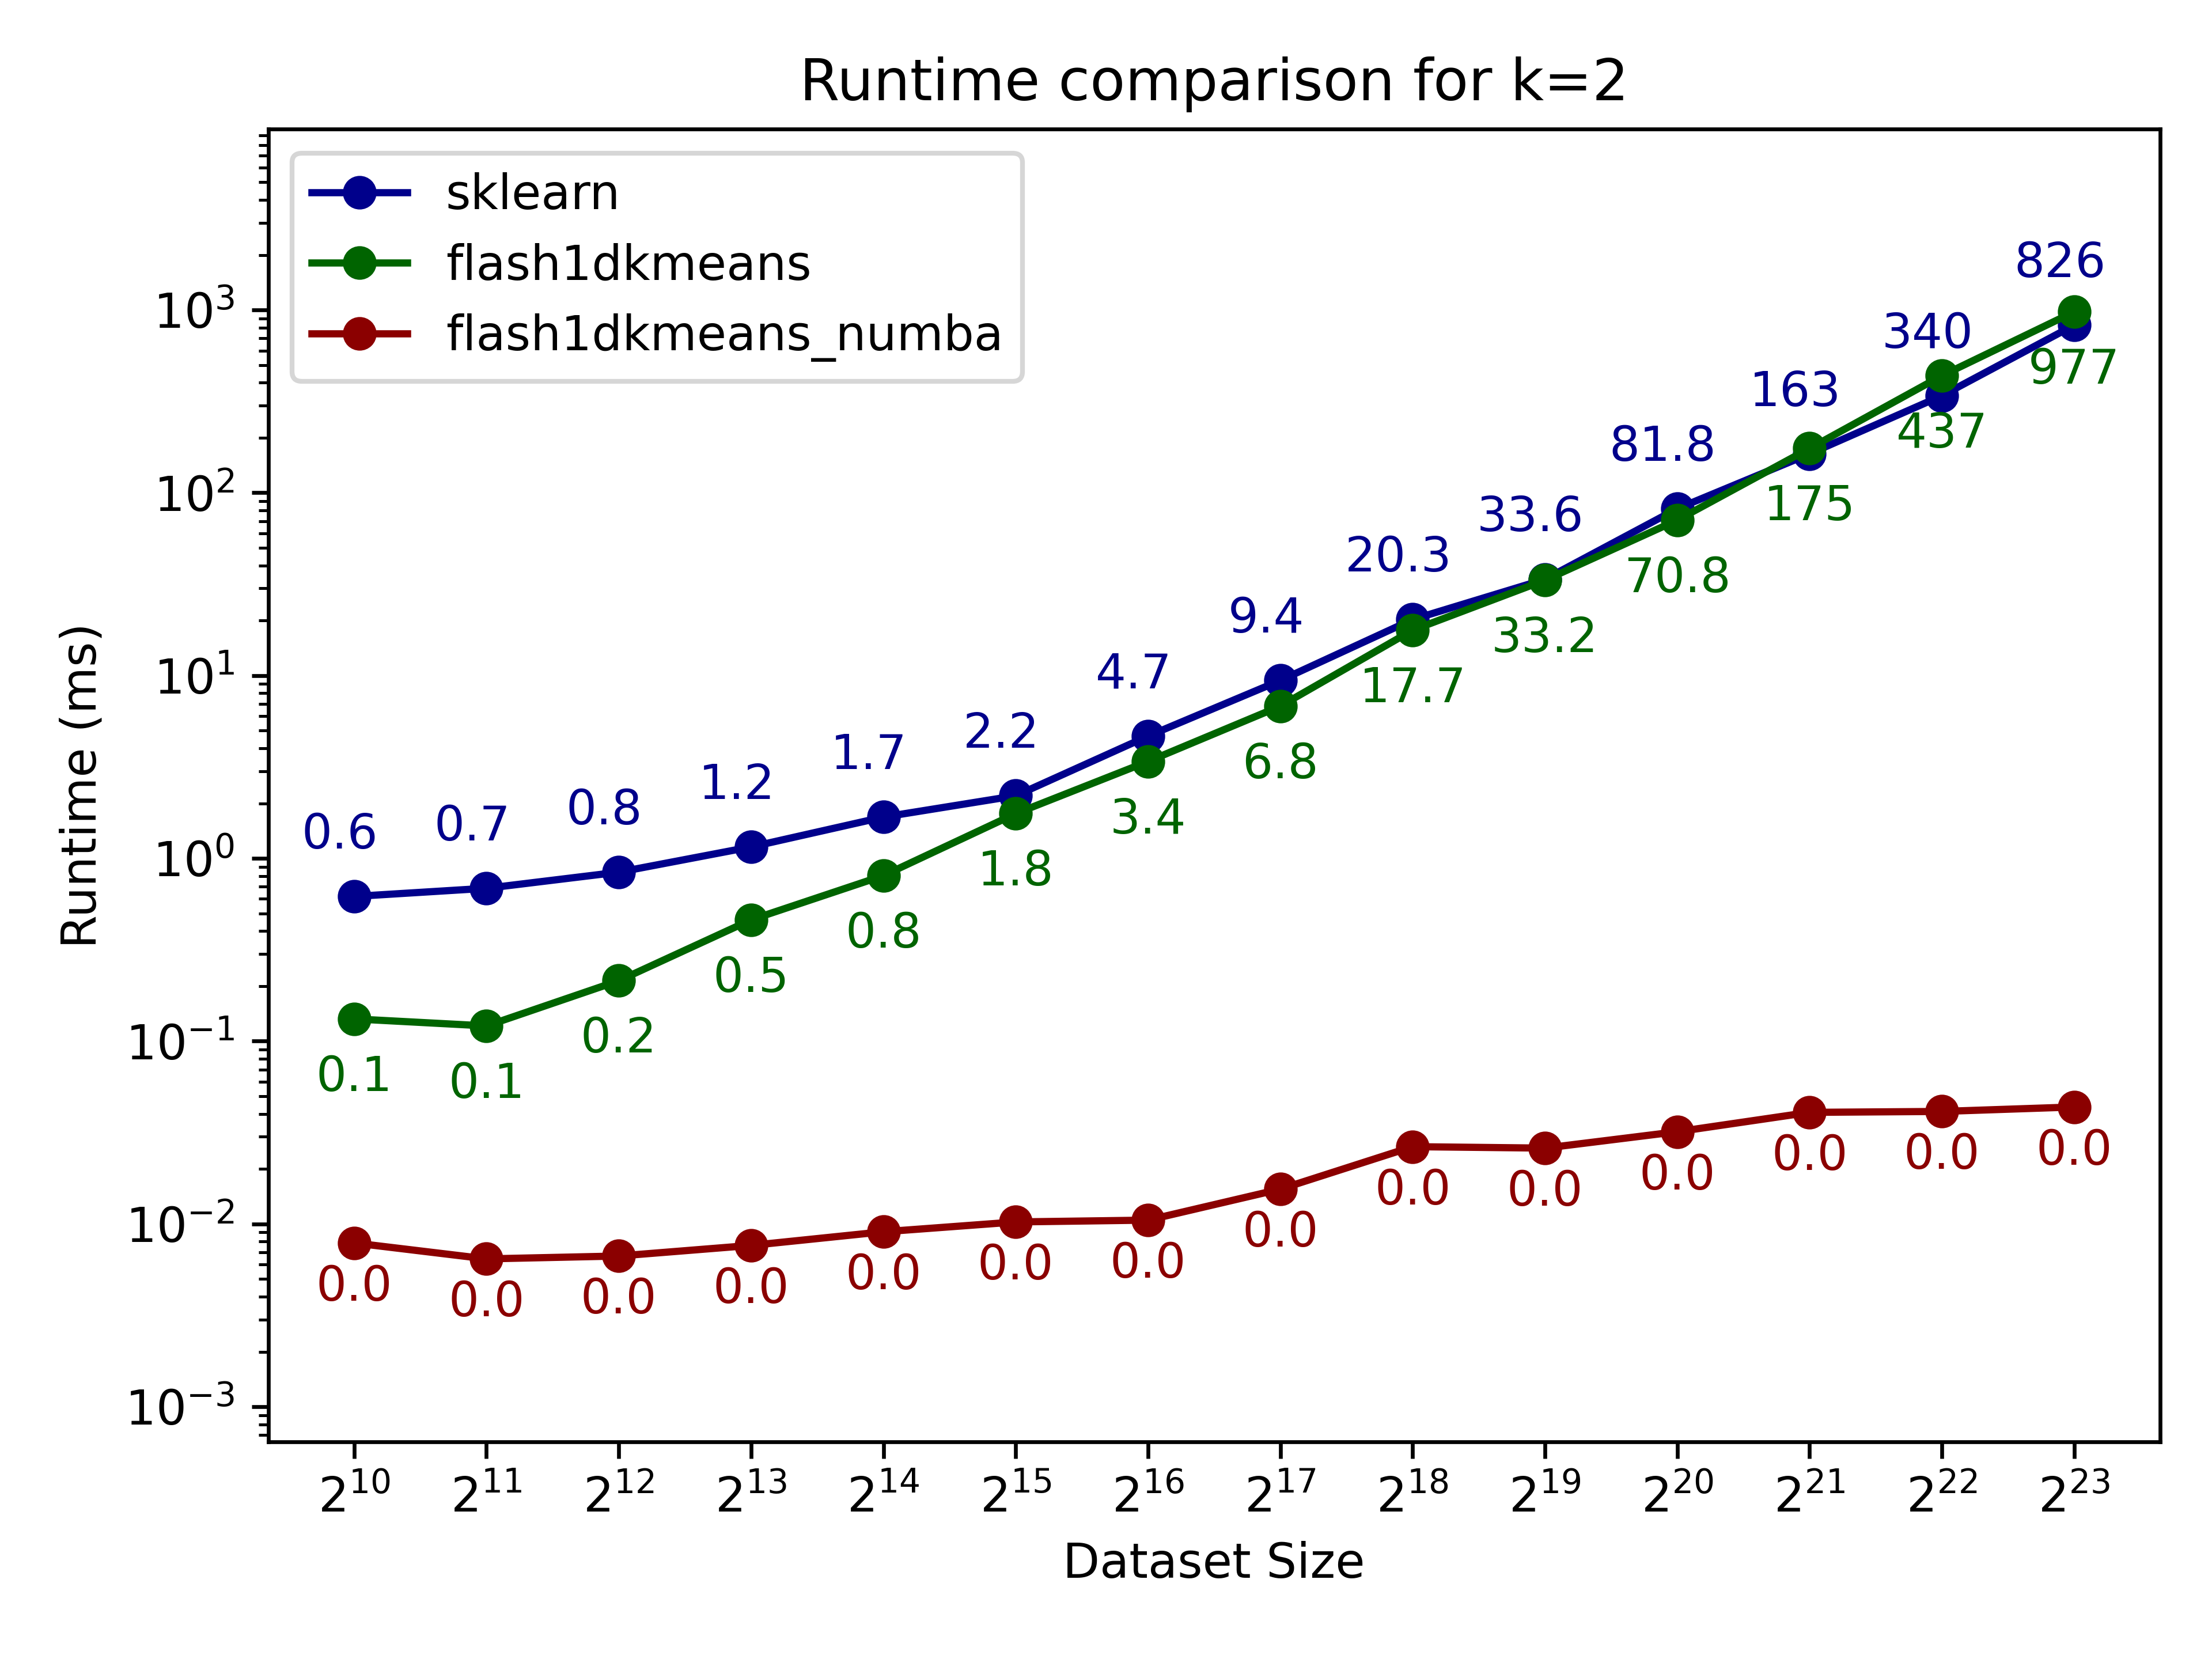 Runtime comparison for k=2
sklearn
flash1dkmeans
flash1dkmeans_numba
Runtime (ms)
10³
10²
10¹
10⁰
10⁻¹
10⁻²
10⁻³
0.6 0.7 0.8 1.2 1.7 2.2 4.7 9.4 20.3 33.6 81.8 163 340 826
0.1 0.1 0.2 0.5 0.8 1.8 3.4 6.8 17.7 33.2 70.8 175 437 977
0.0 0.0 0.0 0.0 0.0 0.0 0.0 0.0 0.0 0.0 0.0 0.0 0.0 0.0
2¹⁰ 2¹¹ 2¹² 2¹³ 2¹⁴ 2¹⁵ 2¹⁶ 2¹⁷ 2¹⁸ 2¹⁹ 2²⁰ 2²¹ 2²² 2²³
Dataset Size